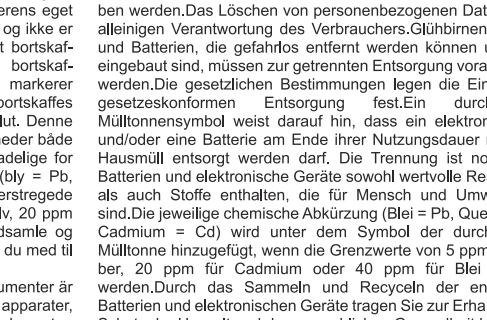 erens eget
og ikke er
t bortskaf-
bortskaf-
markerer
bortskaffes
lut. Denne
neder både
adelige for
(bly = Pb,
erstregede
lv, 20 ppm
dsamle og
du med til
umenter är
apparater,
ben werden.Das Löschen von personenbezogenen Dat
alleinigen Verantwortung des Verbrauchers.Glühbirnen
und Batterien, die gefahrlos entfernt werden können u
eingebaut sind, müssen zur getrennten Entsorgung vora
werden.Die gesetzlichen Bestimmungen legen die Ein
gesetzeskonformen Entsorgung fest.Ein durc
Mülltonnensymbol weist darauf hin, dass ein elektron
und/oder eine Batterie am Ende ihrer Nutzungsdauer n
Hausmüll entsorgt werden darf. Die Trennung ist no
Batterien und elektronische Geräte sowohl wertvolle Re
als auch Stoffe enthalten, die für Mensch und Umw
sind.Die jeweilige chemische Abkürzung (Blei = Pb, Que
Cadmium = Cd) wird unter dem Symbol der durch
Mülltonne hinzugefügt, wenn die Grenzwerte von 5 ppm
ber, 20 ppm für Cadmium oder 40 ppm für Blei
werden.Durch das Sammeln und Recyceln der en
Batterien und elektronischen Geräte tragen Sie zur Erha